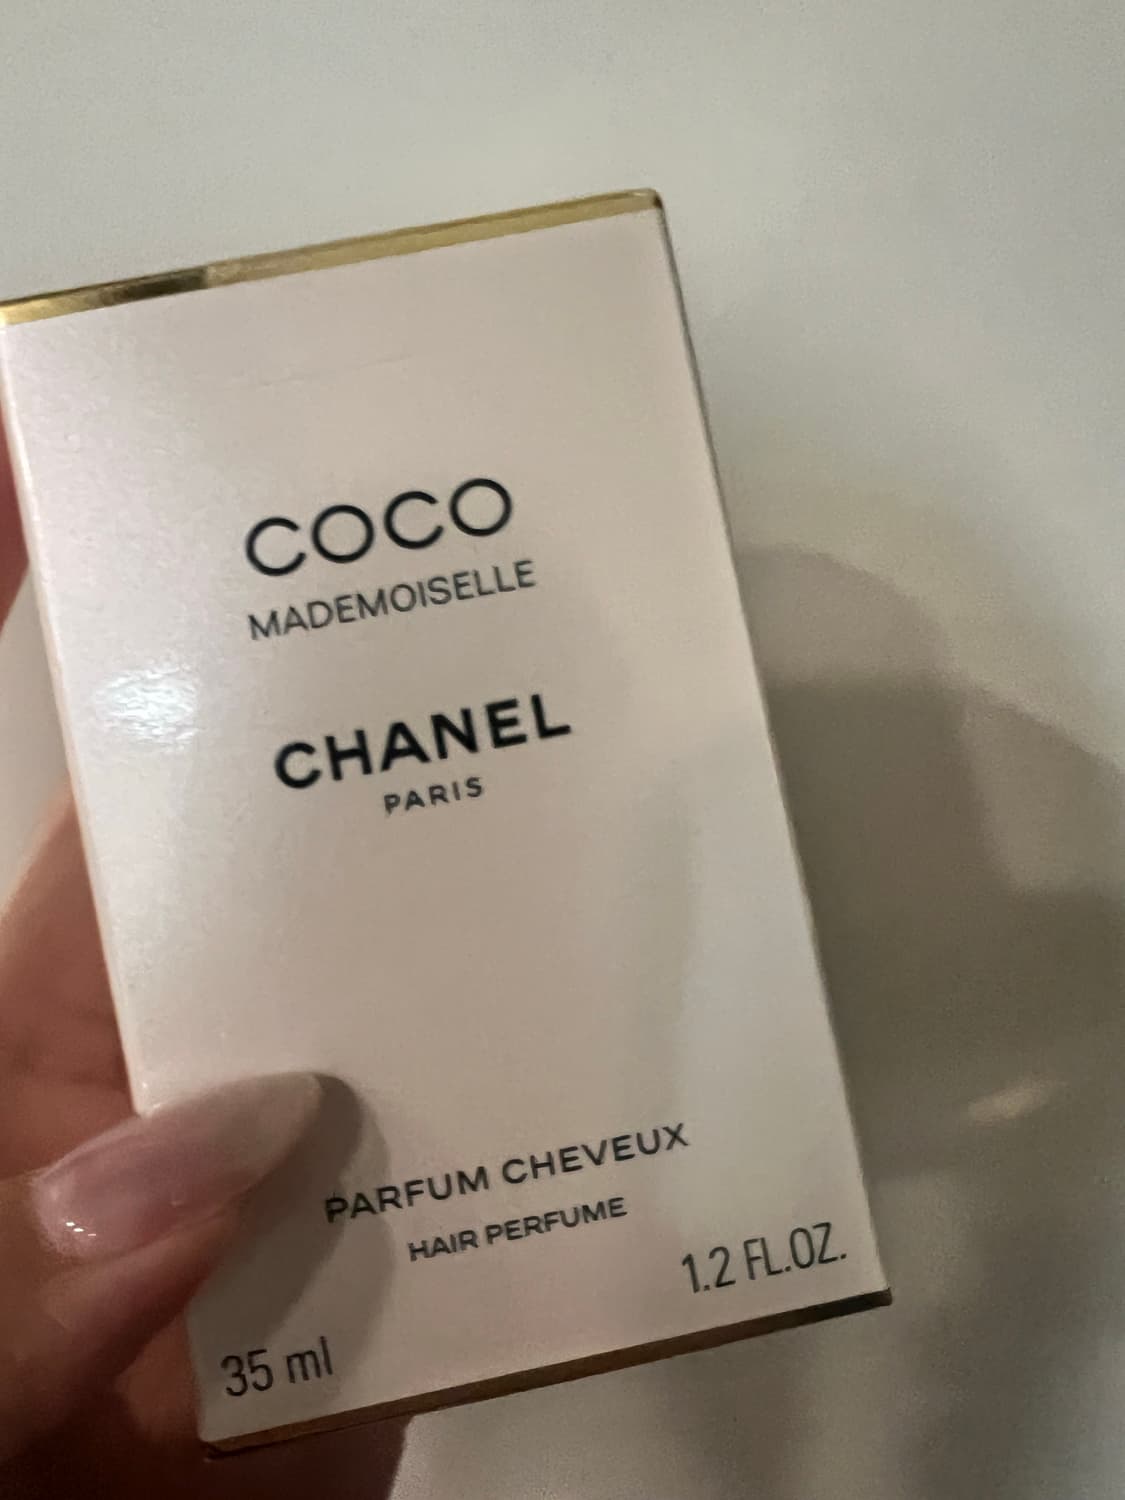 COCO
MADEMOISELLE
CHANEL
PARIS
PARFUM CHEVEUX
HAIR PERFUME
35 ml 1.2 FL.OZ.